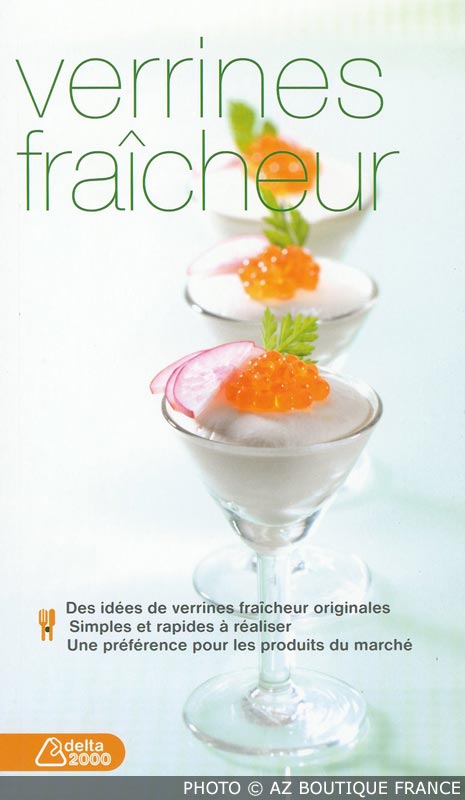 verrines
fraîcheur
Des idées de verrines fraîcheur originales
Simples et rapides à réaliser
Une préférence pour les produits du marché
delta
2000
PHOTO © AZ BOUTIQUE FRANCE